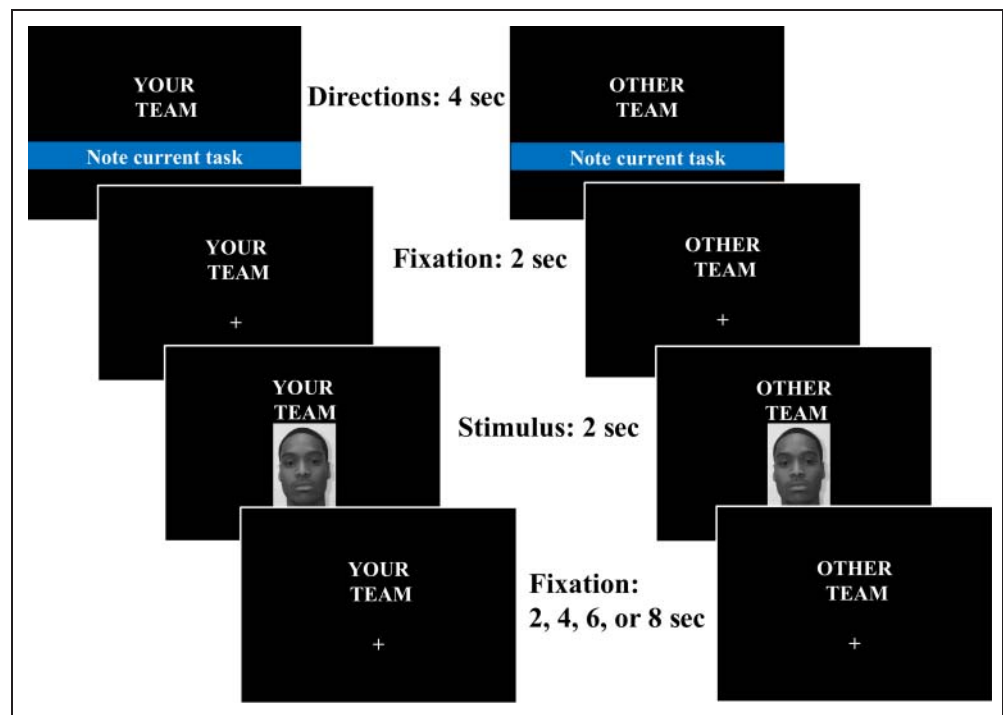 YOUR
TEAM
Directions: 4 sec
OTHER
TEAM
Note current task
Note current task
YOUR
TEAM
+
Fixation: 2 sec
OTHER
TEAM
+
YOUR
TEAM
Stimulus: 2 sec
OTHER
TEAM
YOUR
TEAM
+
Fixation:
2, 4, 6, or 8 sec
OTHER
TEAM
+